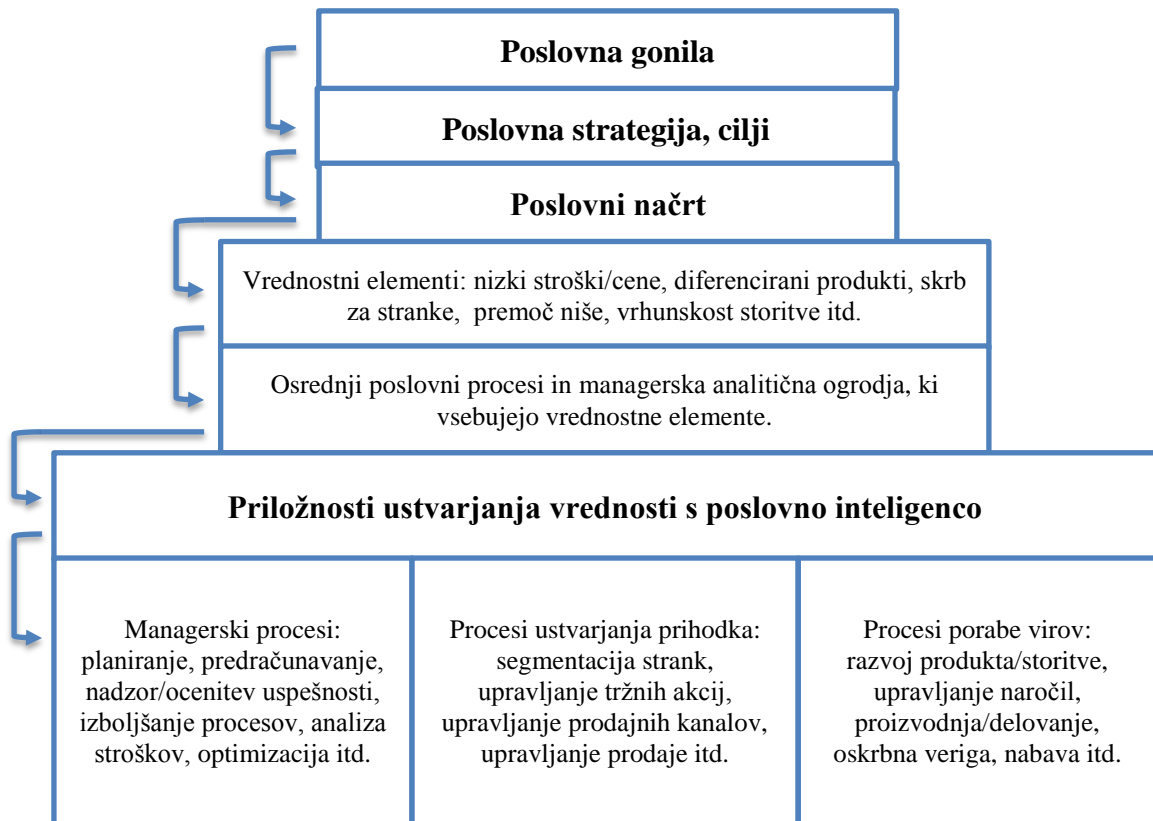 Poslovna gonila
Poslovna strategija, cilji
Poslovni načrt
Vrednostni elementi: nizki stroški/cene, diferencirani produkti, skrb
za stranke, premoč niše, vrhunskost storitve itd.
Osrednji poslovni procesi in managerska analitična ogrodja, ki
vsebujejo vrednostne elemente.
Priložnosti ustvarjanja vrednosti s poslovno inteligenco
Managerski procesi:
planiranje, predračunavanje,
nadzor/ocenitev uspešnosti,
izboljšanje procesov, analiza
stroškov, optimizacija itd.
Procesi ustvarjanja prihodka:
segmentacija strank,
upravljanje tržnih akcij,
upravljanje prodajnih kanalov,
upravljanje prodaje itd.
Procesi porabe virov:
razvoj produkta/storitve,
upravljanje naročil,
proizvodnja/delovanje,
oskrbna veriga, nabava itd.